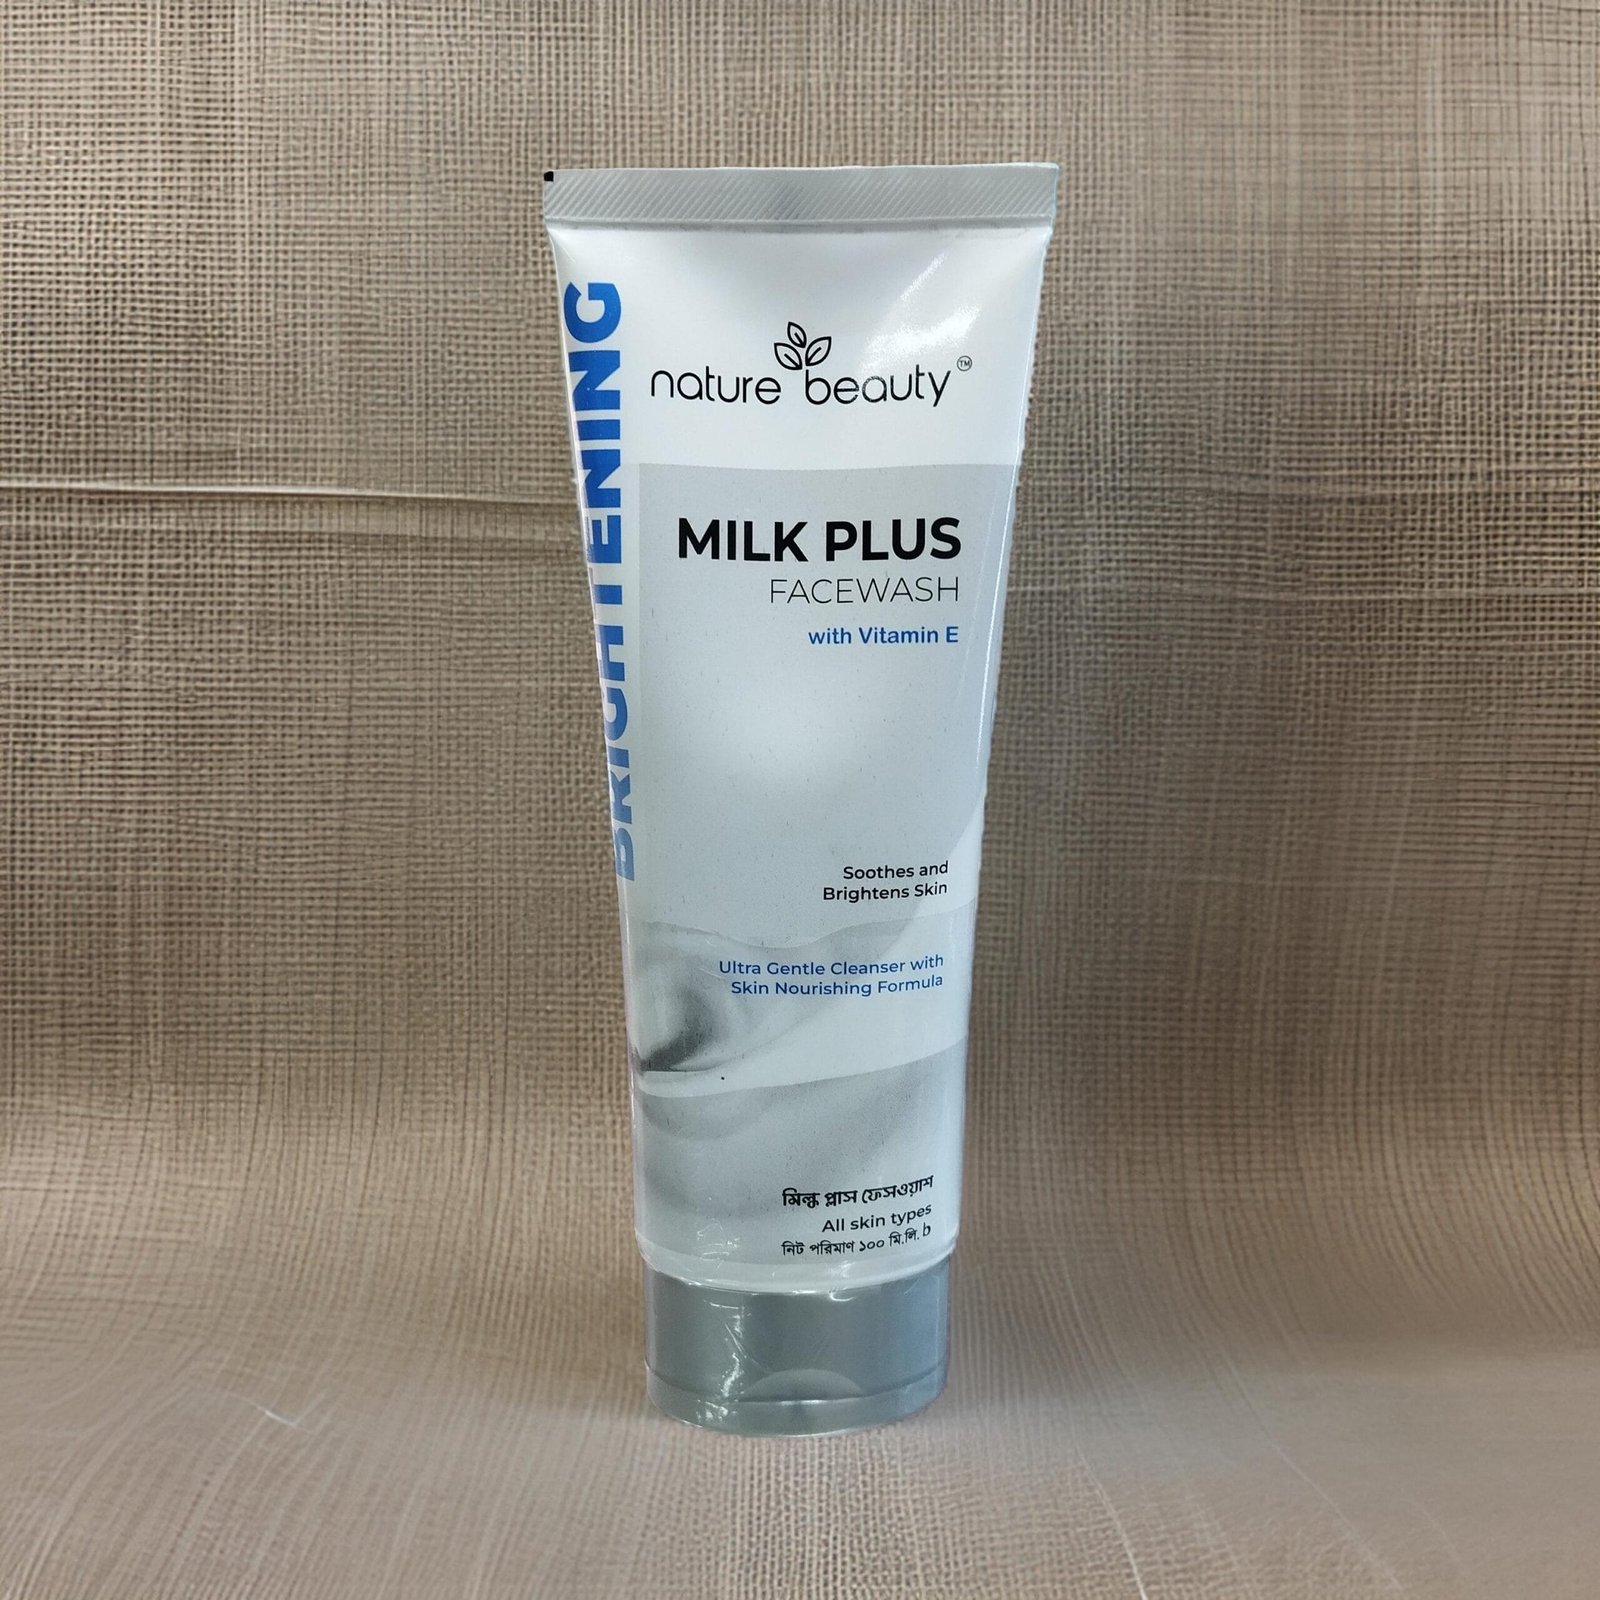 BRIGHTENING
nature beauty™
MILK PLUS
FACEWASH
with Vitamin E
Soothes and
Brightens Skin
Ultra Gentle Cleanser with
Skin Nourishing Formula
মিল্ক প্লাস ফেসওয়াশ
All skin types
নিট পরিমাণ ১০০ মি.লি. b